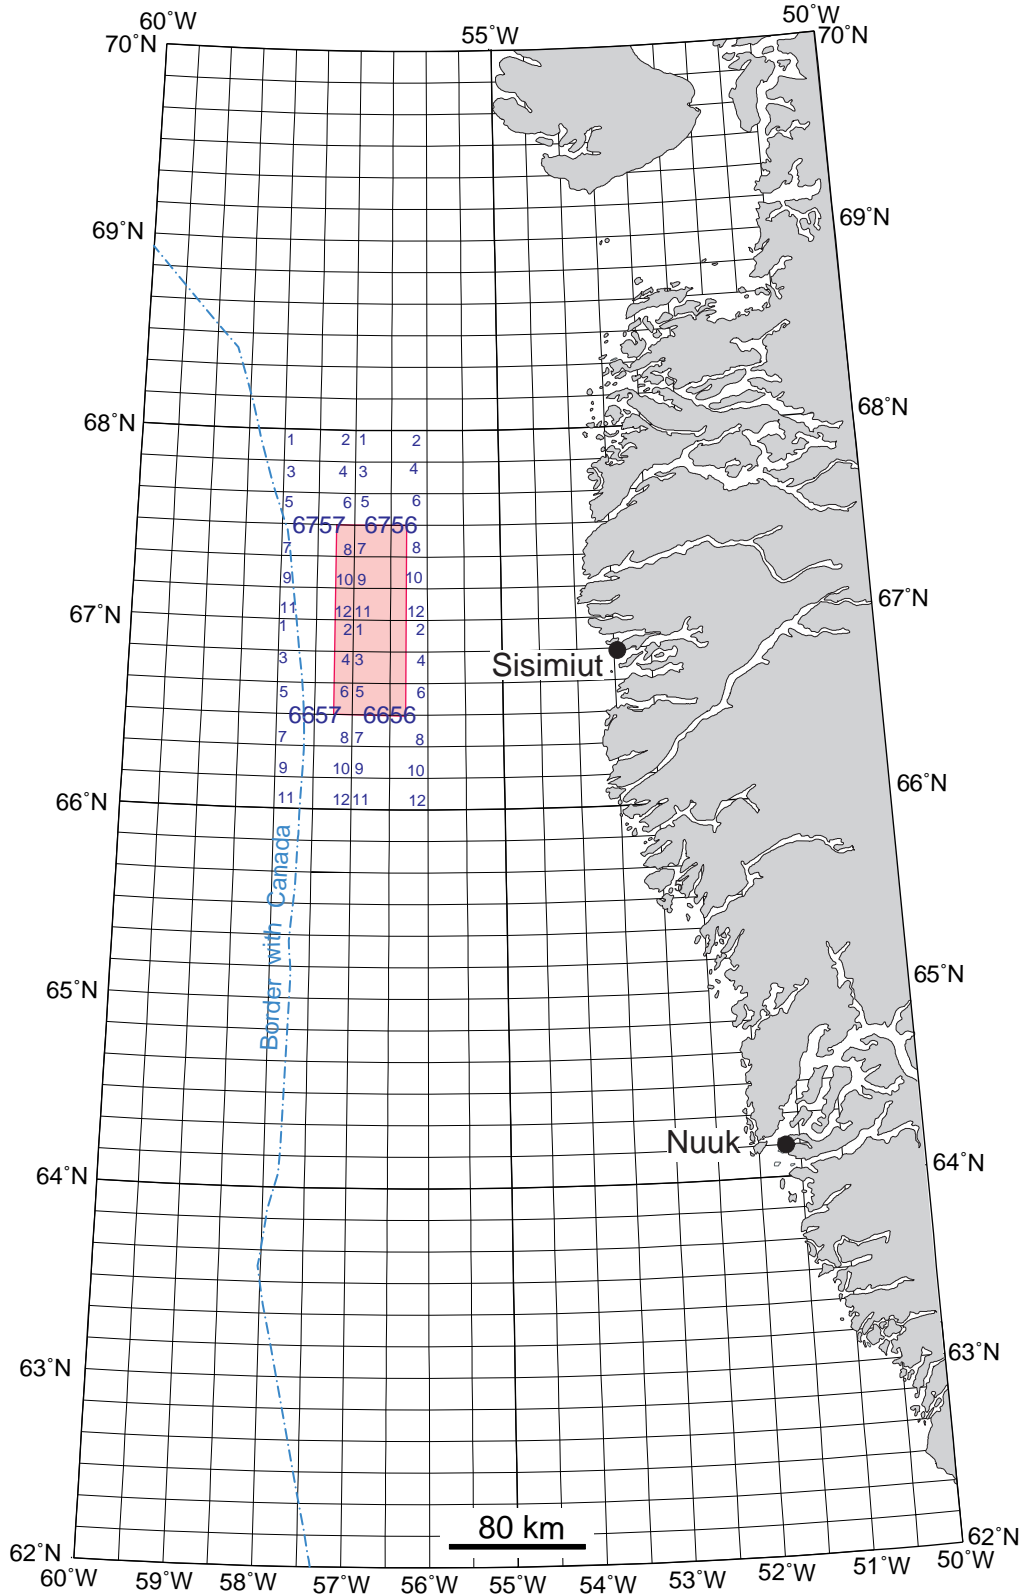 60˚W
50˚W
70˚N
55˚W
70˚N
69˚N
69˚N
68˚N
68˚N
1 2 1 2
3 4 3 4
5 6 5 6
6757 6756
7 8 7 8
9 10 9 10
67˚N
11 12 11 12
67˚N
1 2 1 2
3 4 3 4
Sisimiut
5 6 5 6
6657 6656
7 8 7 8
9 10 9 10
66˚N
11 12 11 12
66˚N
Border with Canada
65˚N
65˚N
Nuuk
64˚N
64˚N
63˚N
63˚N
80 km
62˚N
62˚N
60˚W 59˚W 58˚W 57˚W 56˚W 55˚W 54˚W 53˚W 52˚W 51˚W 50˚W